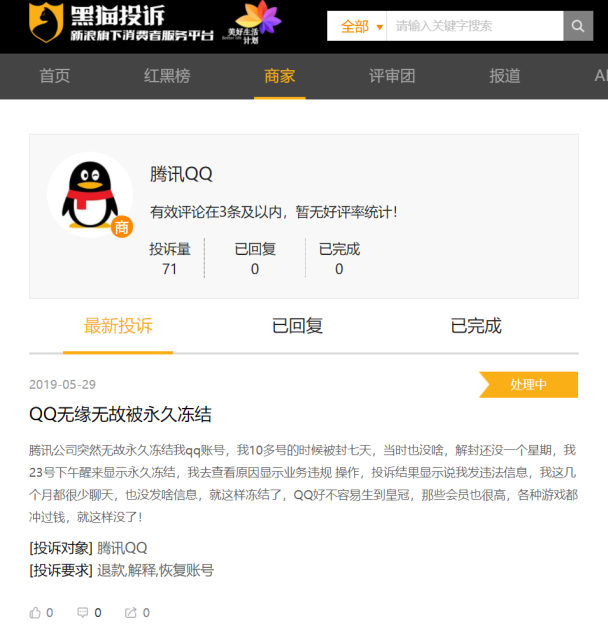 黑猫投诉
新浪旗下消费者服务平台
美好生活
计划
全部
请输入关键字搜索
首页 红黑榜 商家 评审团 报道
腾讯QQ
有效评论在3条及以内，暂无好评率统计！
商
投诉量 已回复 已完成
71 0 0
最新投诉 已回复 已完成
2019-05-29
处理中
QQ无缘无故被永久冻结
腾讯公司突然无故永久冻结我qq账号，我10多号的时候被封七天，当时也没啥，解封还没一个星期，我
23号下午醒来显示永久冻结，我去查看原因显示业务违规 操作，投诉结果显示说我发违法信息，我这几
个月都很少聊天，也没发啥信息，就这样冻结了，QQ好不容易生到皇冠，那些会员也很高，各种游戏都
冲过钱，就这样没了！
[投诉对象] 腾讯QQ
[投诉要求] 退款,解释,恢复账号
0 0 0